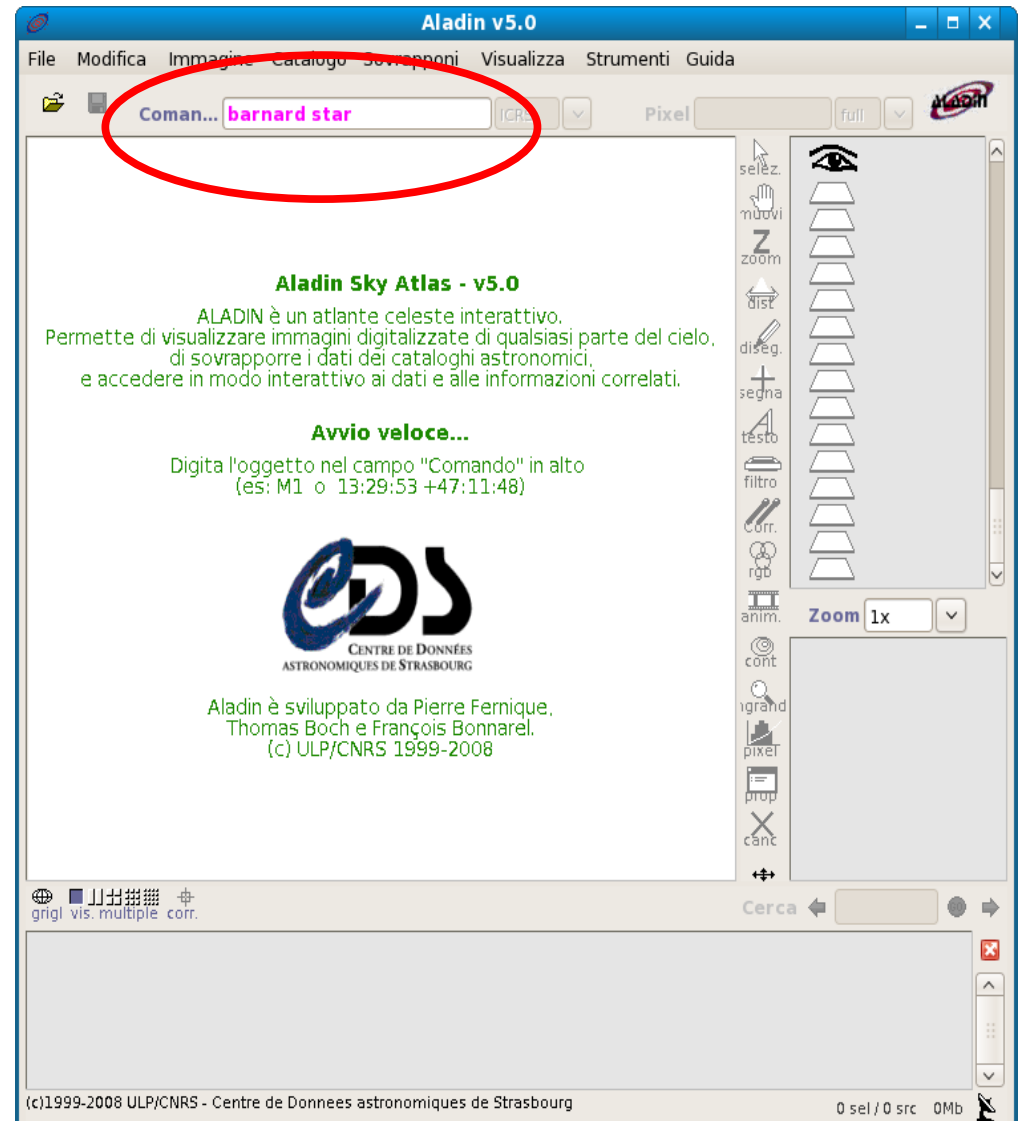 Aladin v5.0
File Modifica Immagine Catalogo Sovrapponi Visualizza Strumenti Guida
Coman... barnard star ICRS Pixel full Aladin
Aladin Sky Atlas - v5.0
ALADIN è un atlante celeste interattivo.
Permette di visualizzare immagini digitalizzate di qualsiasi parte del cielo,
di sovrapporre i dati dei cataloghi astronomici,
e accedere in modo interattivo ai dati e alle informazioni correlati.
Avvio veloce...
Digita l'oggetto nel campo "Comando" in alto
(es: M1 o 13:29:53 +47:11:48)
CDS
CENTRE DE DONNÉES
ASTRONOMIQUES DE STRASBOURG
Aladin è sviluppato da Pierre Fernique,
Thomas Boch e François Bonnarel.
(c) ULP/CNRS 1999-2008
selez.
muovi
Z
zoom
dist
diseg.
segna
A
testo
filtro
corr.
rgb
anim.
cont
ngrand
pixel
prop
canc
Zoom 1x
grigl vis. multiple corr.
Cerca
(c)1999-2008 ULP/CNRS - Centre de Donnees astronomiques de Strasbourg
0 sel / 0 src 0Mb